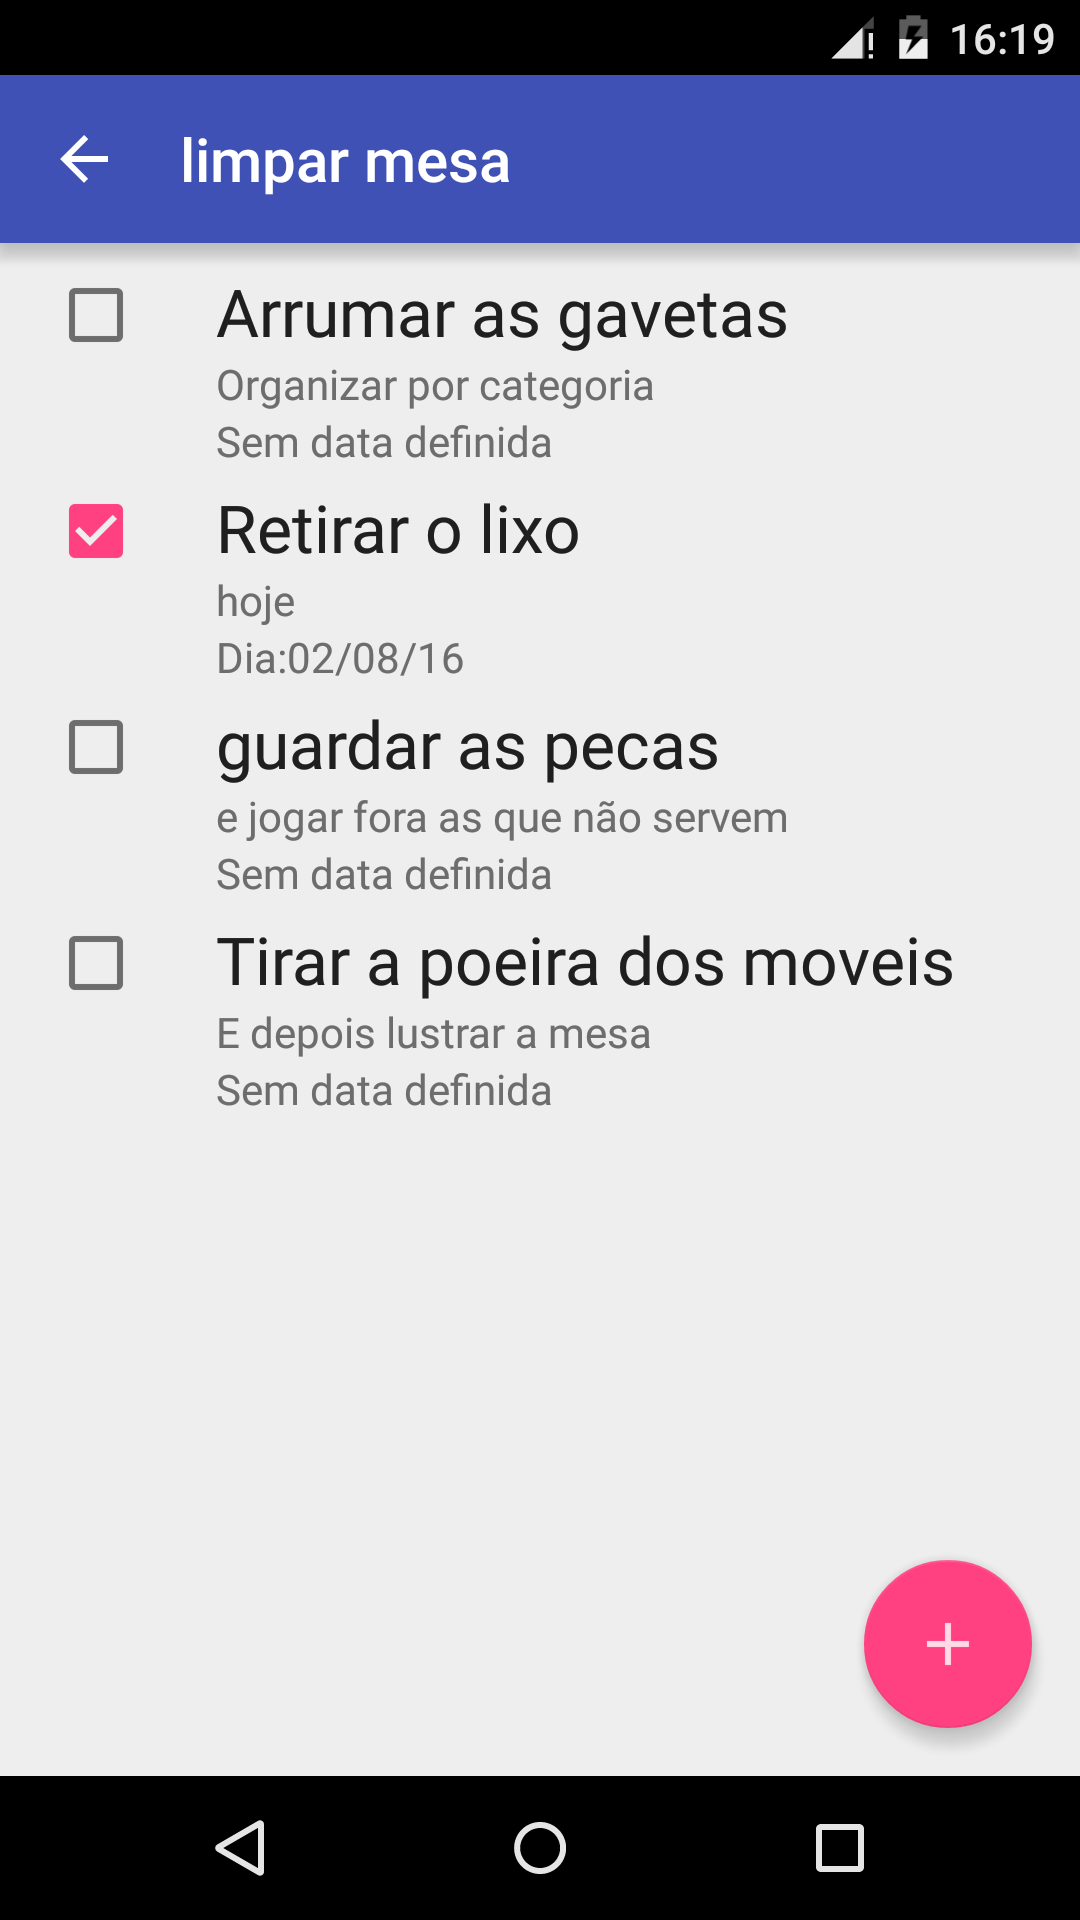 16:19
limpar mesa
Arrumar as gavetas
Organizar por categoria
Sem data definida
Retirar o lixo
hoje
Dia:02/08/16
guardar as pecas
e jogar fora as que não servem
Sem data definida
Tirar a poeira dos moveis
E depois lustrar a mesa
Sem data definida